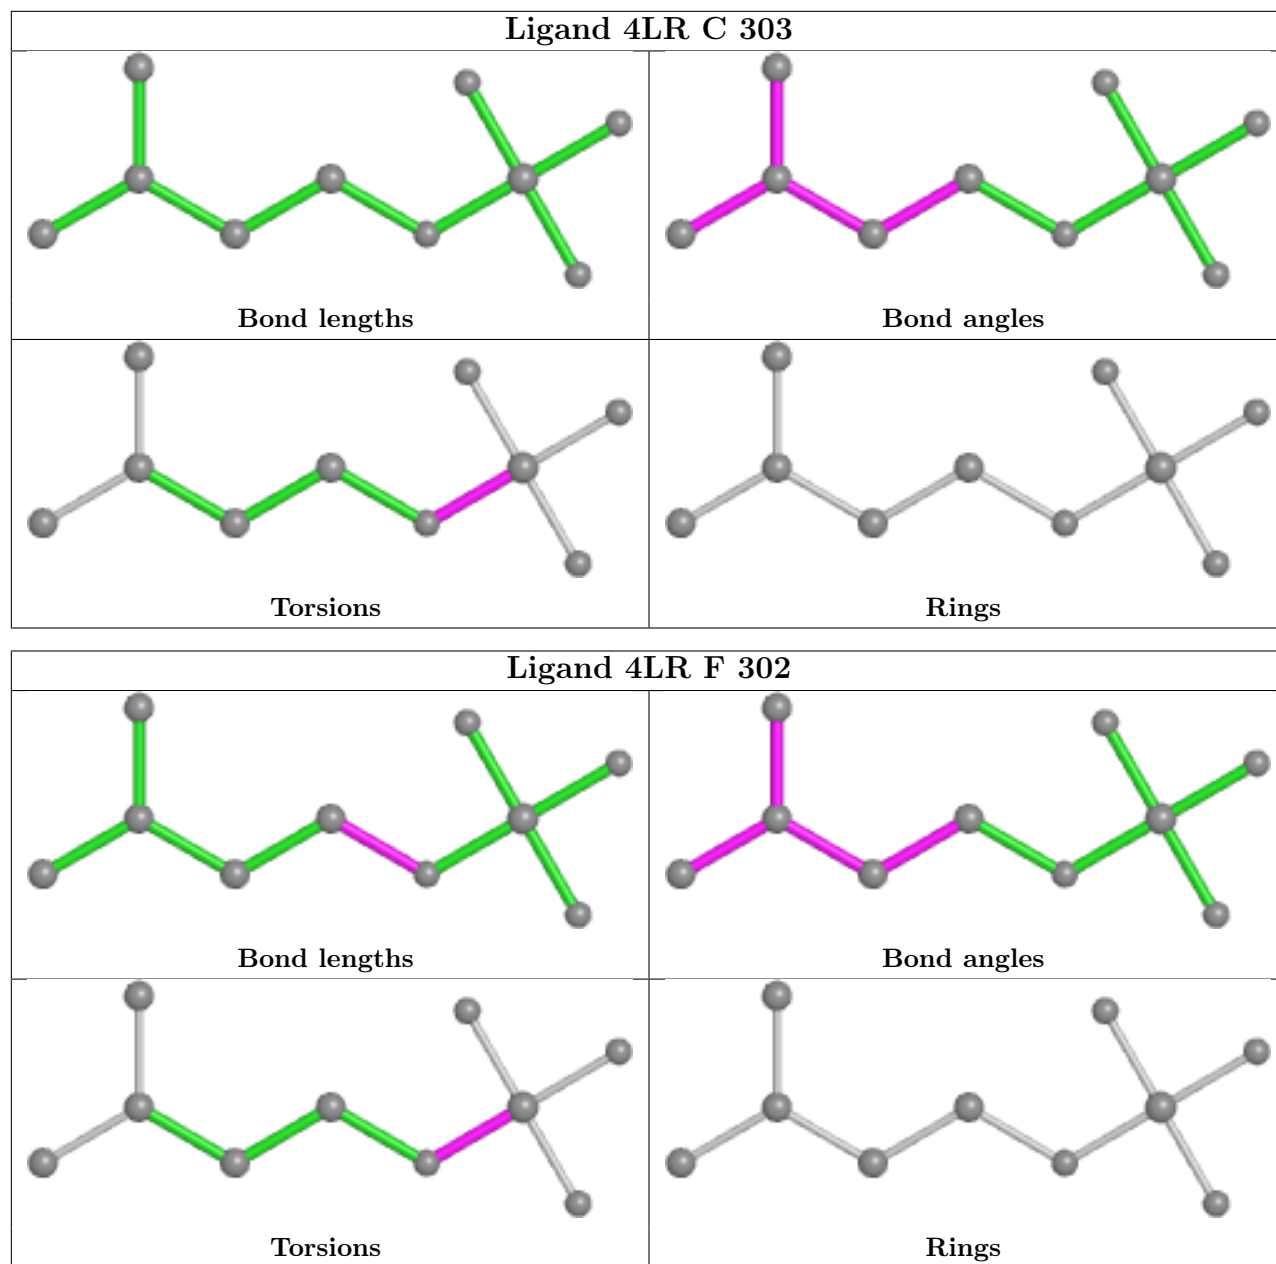 Ligand 4LR C 303
Bond lengths
Bond angles
Torsions
Rings
Ligand 4LR F 302
Bond lengths
Bond angles
Torsions
Rings